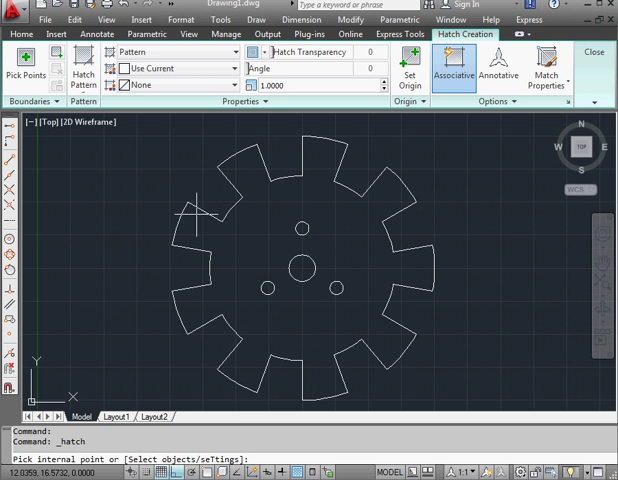 Drawing1.dwg
Type a keyword or phrase
Sign In
File Edit View Insert Format Tools Draw Dimension Modify Parametric Window Help Express
Home Insert Annotate Parametric View Manage Output Plug-ins Online Express Tools Hatch Creation
Pick Points
Hatch Pattern
Pattern
Use Current
None
Hatch Transparency 0
Angle 0
1.0000
Set Origin
Associative
Annotative
Match Properties
Close
Boundaries
Pattern
Properties
Origin
Options
[−][Top][2D Wireframe]
N
W TOP E
S
WCS
Y
X
Model Layout1 Layout2
Command:
Command: _hatch
Pick internal point or [Select objects/seTtings]:
12.0359, 16.5732, 0.0000
MODEL
1:1